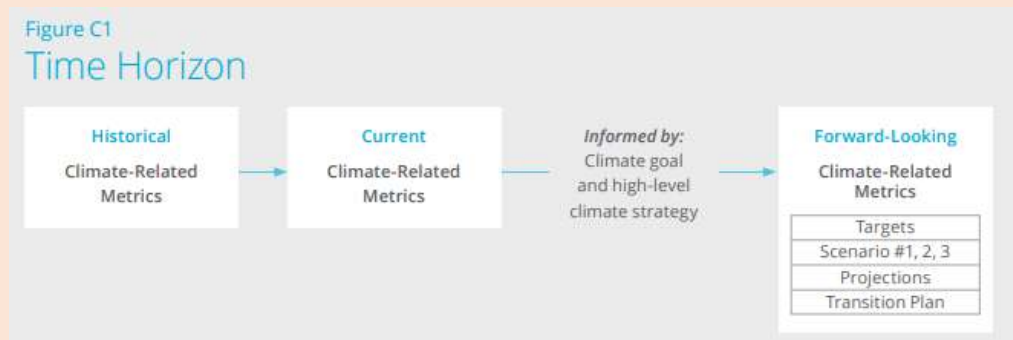 Figure C1
Time Horizon
Historical
Climate-Related
Metrics
Current
Climate-Related
Metrics
Informed by:
Climate goal
and high-level
climate strategy
Forward-Looking
Climate-Related
Metrics
Targets
Scenario #1, 2, 3
Projections
Transition Plan